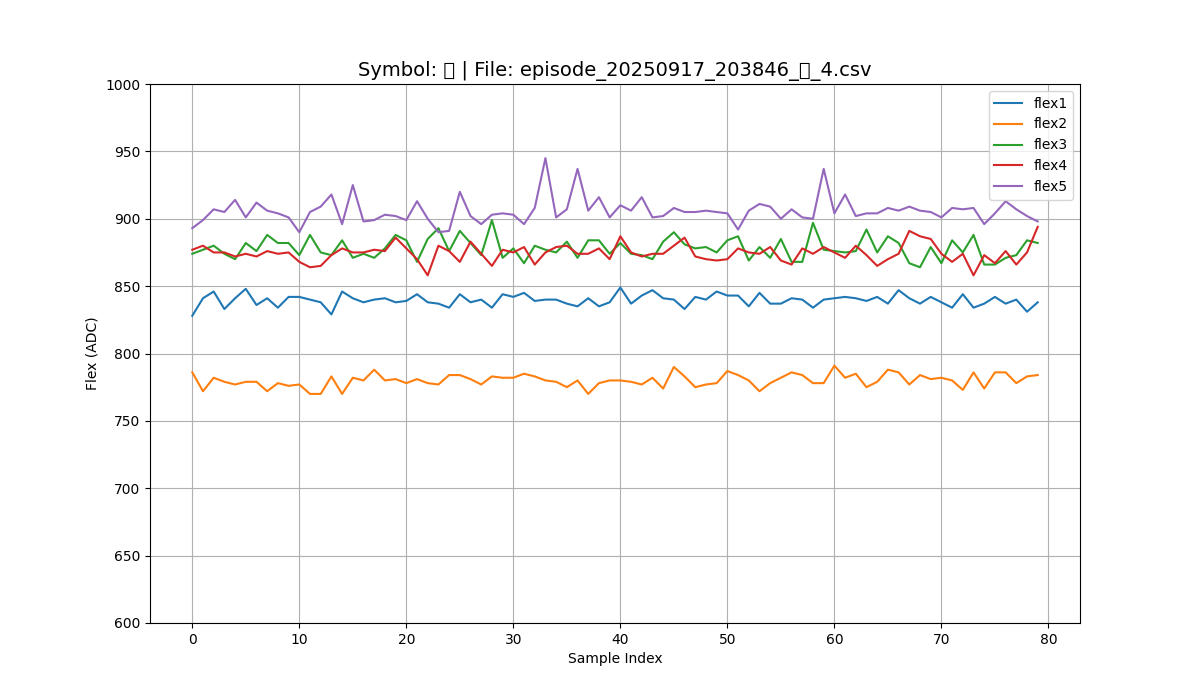 Symbol: ▯ | File: episode_20250917_203846_▯_4.csv
1000
950
900
850
800
750
700
650
600
Flex (ADC)
0 10 20 30 40 50 60 70 80
Sample Index
flex1
flex2
flex3
flex4
flex5